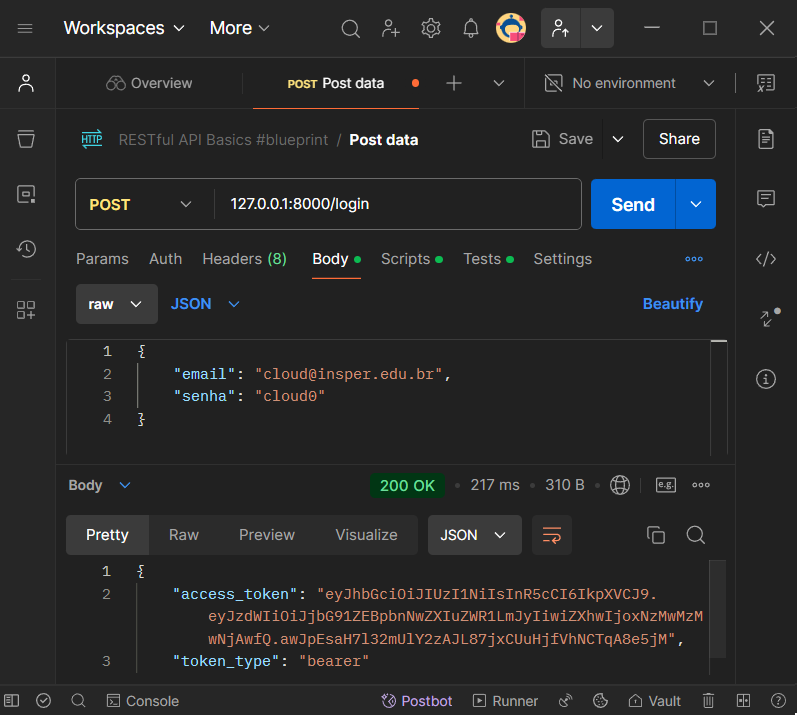 Workspaces More
Overview POST Post data No environment
HTTP RESTful API Basics #blueprint / Post data Save Share
POST 127.0.0.1:8000/login Send
Params Auth Headers (8) Body Scripts Tests Settings
raw JSON Beautify
1 {
2 "email": "cloud@insper.edu.br",
3 "senha": "cloud0"
4 }
Body 200 OK 217 ms 310 B e.g.
Pretty Raw Preview Visualize JSON
1 {
2 "access_token": "eyJhbGciOiJIUzI1NiIsInR5cCI6IkpXVCJ9.
eyJzdWIiOiJjbG91ZEBpbnNwZXIuZWR1LmJyIiwiZXhwIjoxNzMwMzM
wNjAwfQ.awJpEsaH7l32mUlY2zAJL87jxCUuHjfVhNCTqA8e5jM",
3 "token_type": "bearer"
Console Postbot Runner Vault